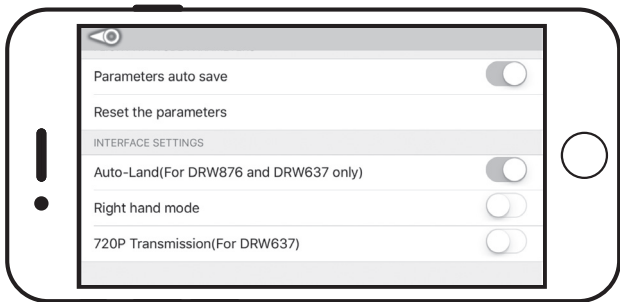 Parameters auto save
Reset the parameters
INTERFACE SETTINGS
Auto-Land(For DRW876 and DRW637 only)
Right hand mode
720P Transmission(For DRW637)